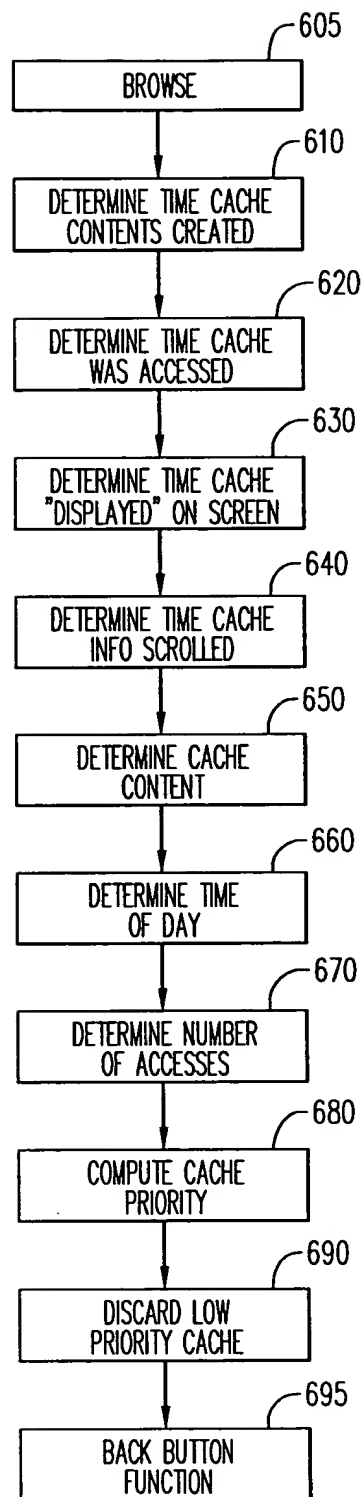 605
BROWSE
610
DETERMINE TIME CACHE
CONTENTS CREATED
620
DETERMINE TIME CACHE
WAS ACCESSED
630
DETERMINE TIME CACHE
"DISPLAYED" ON SCREEN
640
DETERMINE TIME CACHE
INFO SCROLLED
650
DETERMINE CACHE
CONTENT
660
DETERMINE TIME
OF DAY
670
DETERMINE NUMBER
OF ACCESSES
680
COMPUTE CACHE
PRIORITY
690
DISCARD LOW
PRIORITY CACHE
695
BACK BUTTON
FUNCTION